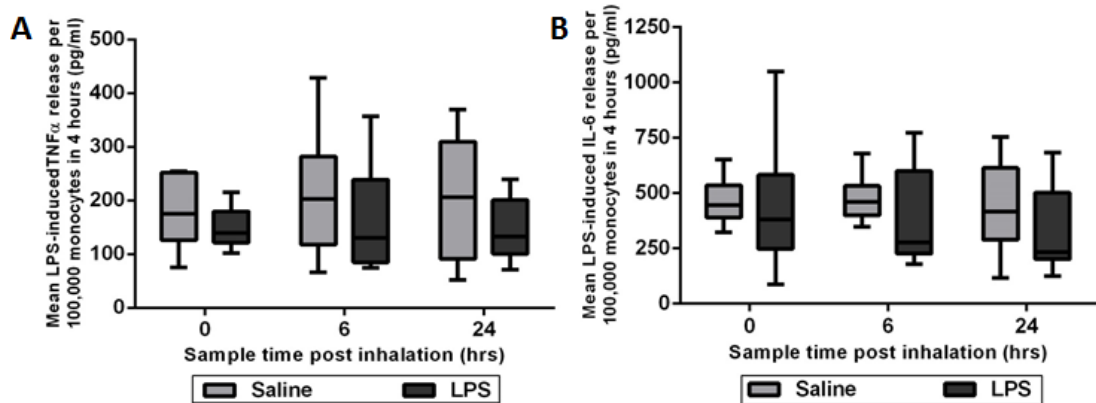 A
Mean LPS-inducedTNFα release per
100,000 monocytes in 4 hours (pg/ml)
500
400
300
200
100
0
0 6 24
Sample time post inhalation (hrs)
Saline LPS
B
Mean LPS-induced IL-6 release per
100,000 monocytes in 4 hours (pg/ml)
1250
1000
750
500
250
0
0 6 24
Sample time post inhalation (hrs)
Saline LPS